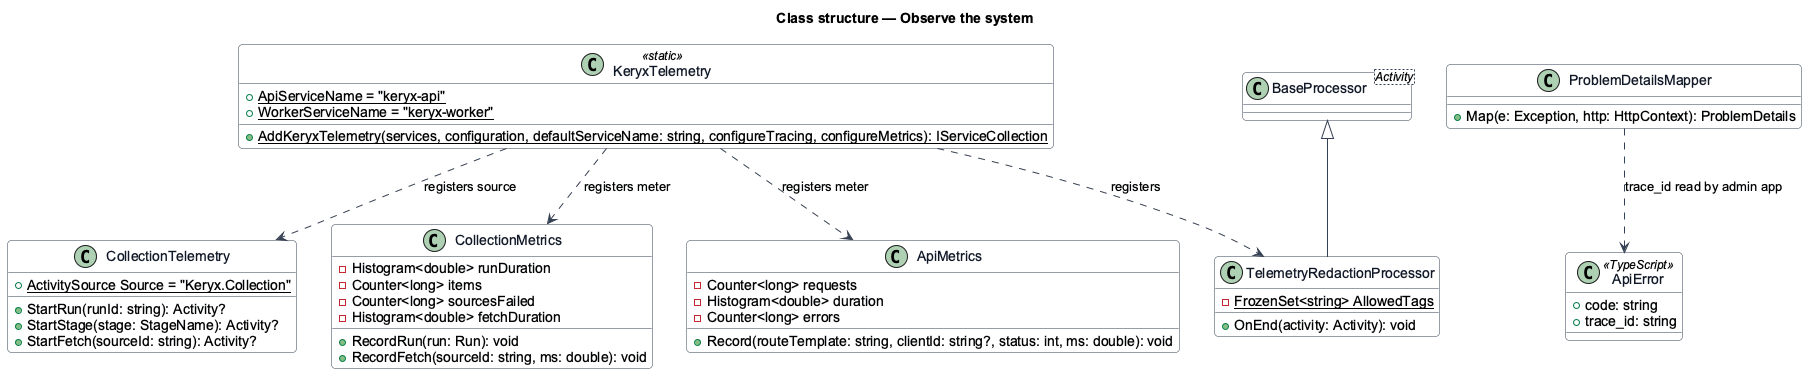 Class structure — Observe the system
C
«static»
KeryxTelemetry
ApiServiceName = "keryx-api"
WorkerServiceName = "keryx-worker"
AddKeryxTelemetry(services, configuration, defaultServiceName: string, configureTracing, configureMetrics): IServiceCollection
C
BaseProcessor
Activity
C
ProblemDetailsMapper
Map(e: Exception, http: HttpContext): ProblemDetails
registers source
registers meter
registers meter
registers
trace_id read by admin app
C
CollectionTelemetry
ActivitySource Source = "Keryx.Collection"
StartRun(runId: string): Activity?
StartStage(stage: StageName): Activity?
StartFetch(sourceId: string): Activity?
C
CollectionMetrics
Histogram<double> runDuration
Counter<long> items
Counter<long> sourcesFailed
Histogram<double> fetchDuration
RecordRun(run: Run): void
RecordFetch(sourceId: string, ms: double): void
C
ApiMetrics
Counter<long> requests
Histogram<double> duration
Counter<long> errors
Record(routeTemplate: string, clientId: string?, status: int, ms: double): void
C
TelemetryRedactionProcessor
FrozenSet<string> AllowedTags
OnEnd(activity: Activity): void
C
«TypeScript»
ApiError
code: string
trace_id: string